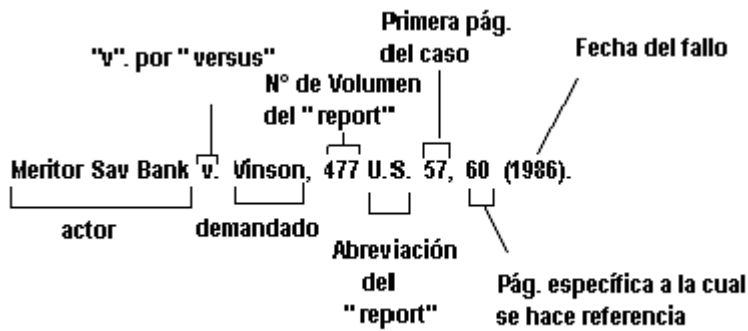 Primera pág.
del caso
"v". por "versus"
Fecha del fallo
N° de Volumen
del "report"
Meritor Sav Bank v. Vinson, 477 U.S. 57, 60 (1986).
actor
demandado
Abreviación
del
"report"
Pág. específica a la cual
se hace referencia